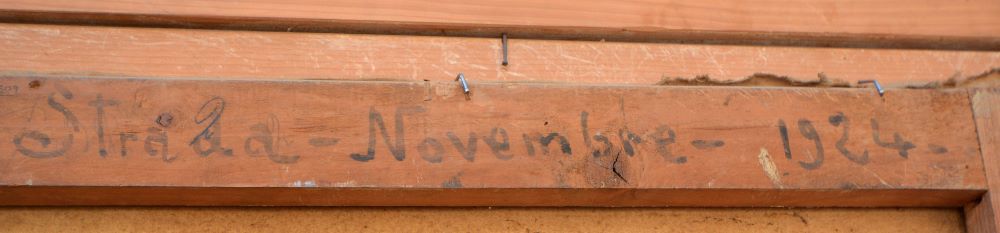 Strada - Novembre - 1924 -